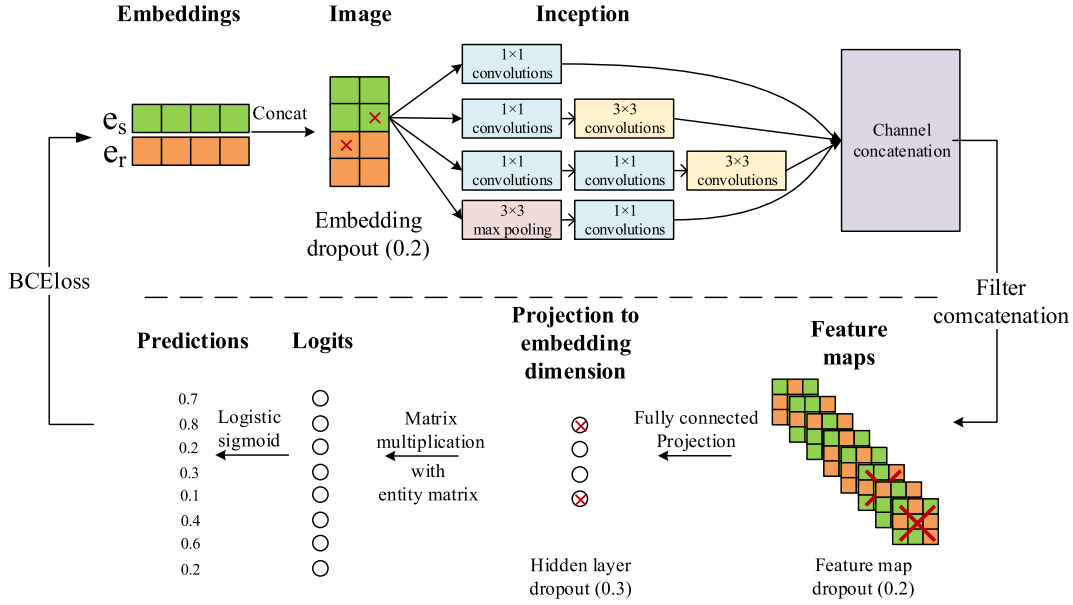 Embeddings
Image
Inception
e_s
e_r
Concat
Embedding
dropout (0.2)
1×1
convolutions
1×1
convolutions
3×3
convolutions
1×1
convolutions
1×1
convolutions
3×3
convolutions
3×3
max pooling
1×1
convolutions
Channel
concatenation
BCEloss
Filter
comcatenation
Predictions
Logits
Projection to
embedding
dimension
Feature
maps
0.7
0.8
0.2
0.3
0.1
0.4
0.6
0.2
Logistic
sigmoid
Matrix
multiplication
with
entity matrix
Fully connected
Projection
Hidden layer
dropout (0.3)
Feature map
dropout (0.2)